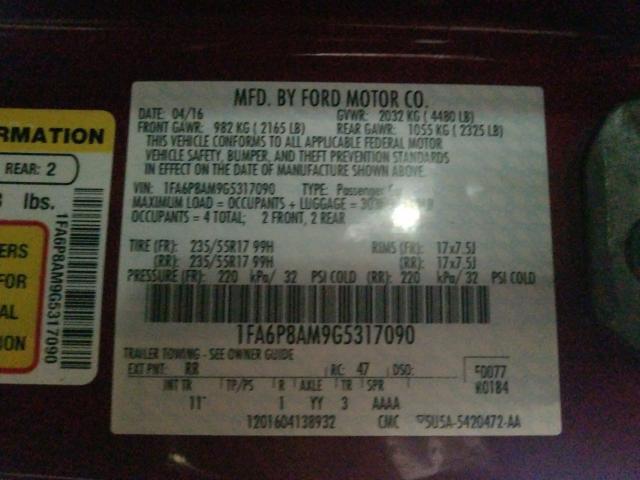 MFD. BY FORD MOTOR CO.
DATE: 04/16 GVWR: 2032 KG ( 4480 LB)
FRONT GAWR: 982 KG ( 2165 LB) REAR GAWR: 1055 KG ( 2325 LB)
THIS VEHICLE CONFORMS TO ALL APPLICABLE FEDERAL MOTOR
VEHICLE SAFETY, BUMPER, AND THEFT PREVENTION STANDARDS
IN EFFECT ON THE DATE OF MANUFACTURE SHOWN ABOVE.
VIN: 1FA6P8AM9G5317090 TYPE: Passenger
MAXIMUM LOAD = OCCUPANTS + LUGGAGE =
OCCUPANTS = 4 TOTAL; 2 FRONT, 2 REAR
TIRE (FR): 235/55R17 99H RIMS (FR): 17x7.5J
(RR): 235/55R17 99H (RR): 17x7.5J
PRESSURE (FR): 220 kPa/ 32 PSI COLD (RR): 220 kPa/ 32 PSI COLD
1FA6P8AM9G5317090
TRAILER TOWING - SEE OWNER GUIDE
EXT PNT: RR RC: 47 DSO: F0077
INT TR TP/PS R AXLE TR SPR K0184
11 1 YY 3 AAAA
1201604138932 CMC 5U5A-5420472-AA
RMATION
REAR: 2
lbs.
ERS
FOR
AL
ION
1FA6P8AM9G5317090